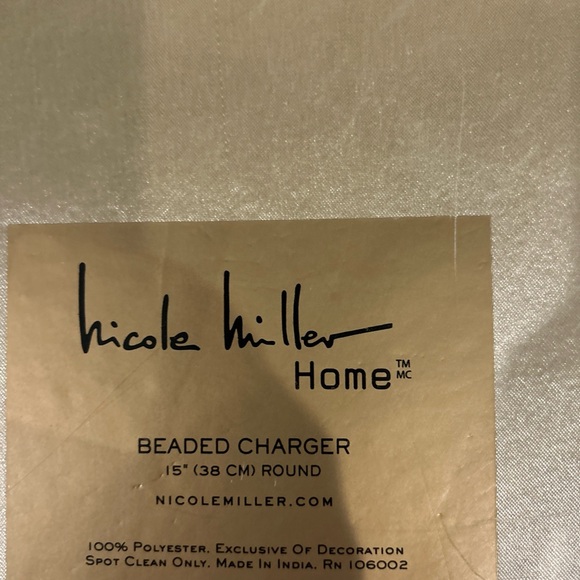 Nicole Miller
Home™ MC
BEADED CHARGER
15" (38 CM) ROUND
NICOLEMILLER.COM
100% POLYESTER. EXCLUSIVE OF DECORATION
SPOT CLEAN ONLY. MADE IN INDIA. RN 106002